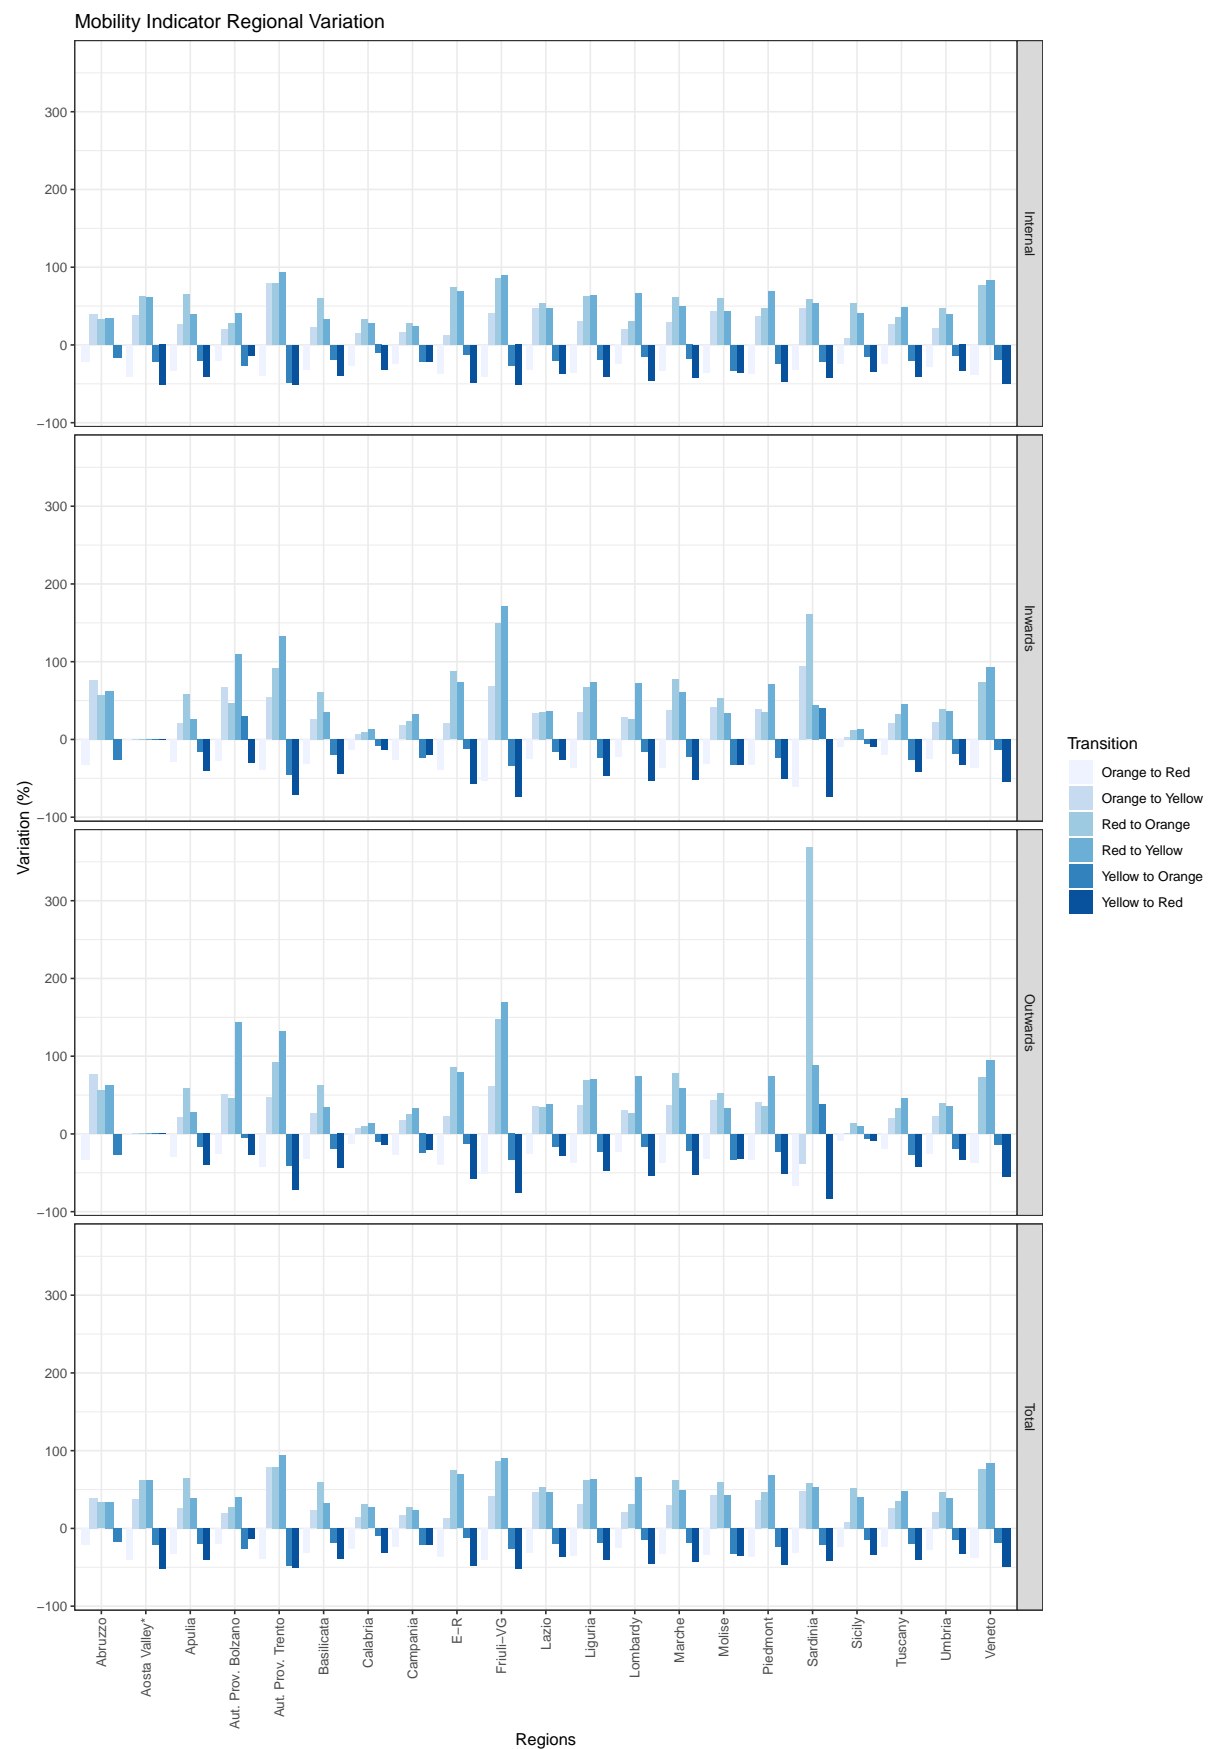 Mobility Indicator Regional Variation
Variation (%)
300
200
100
0
−100
Internal
300
200
100
0
−100
Inwards
300
200
100
0
−100
Outwards
300
200
100
0
−100
Total
Abruzzo
Aosta Valley*
Apulia
Aut. Prov. Bolzano
Aut. Prov. Trento
Basilicata
Calabria
Campania
E−R
Friuli−VG
Lazio
Liguria
Lombardy
Marche
Molise
Piedmont
Sardinia
Sicily
Tuscany
Umbria
Veneto
Regions
Transition
Orange to Red
Orange to Yellow
Red to Orange
Red to Yellow
Yellow to Orange
Yellow to Red